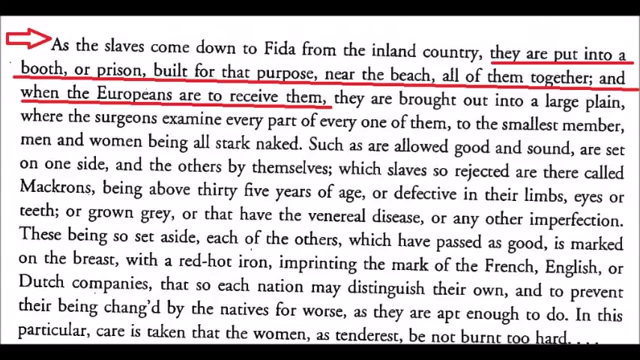 As the slaves come down to Fida from the inland country, they are put into a
booth, or prison, built for that purpose, near the beach, all of them together; and
when the Europeans are to receive them, they are brought out into a large plain,
where the surgeons examine every part of every one of them, to the smallest member,
men and women being all stark naked. Such as are allowed good and sound, are set
on one side, and the others by themselves; which slaves so rejected are there called
Mackrons, being above thirty five years of age, or defective in their limbs, eyes or
teeth; or grown grey, or that have the venereal disease, or any other imperfection.
These being so set aside, each of the others, which have passed as good, is marked
on the breast, with a red-hot iron, imprinting the mark of the French, English, or
Dutch companies, that so each nation may distinguish their own, and to prevent
their being chang'd by the natives for worse, as they are apt enough to do. In this
particular, care is taken that the women, as tenderest, be not burnt too hard. . . .